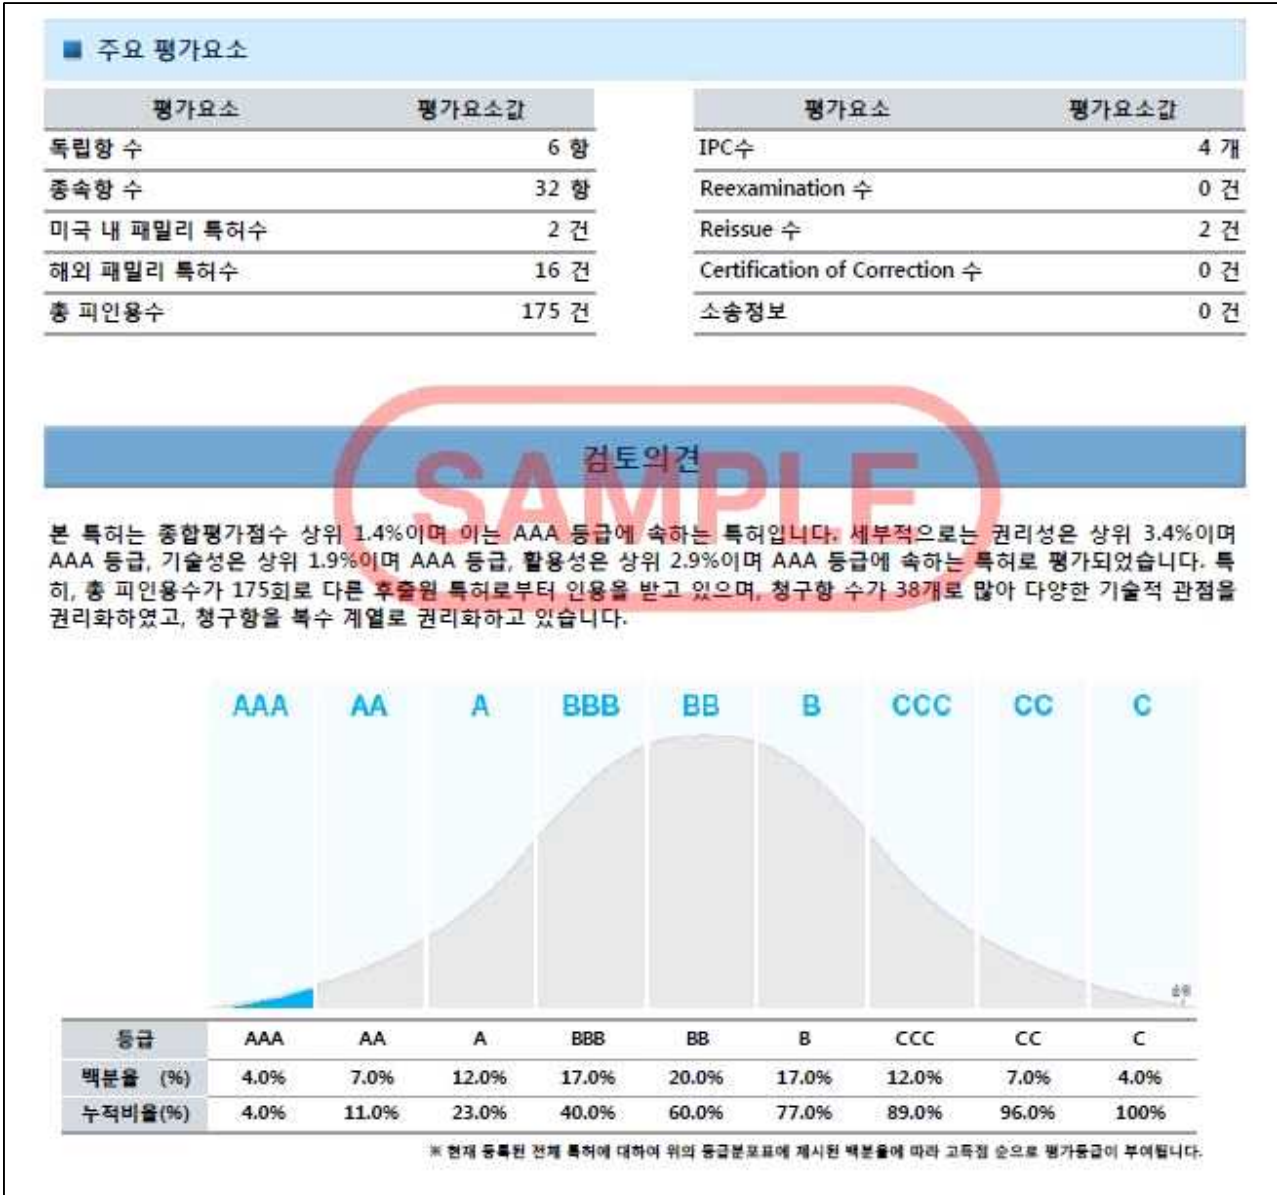 주요 평가요소
평가요소 평가요소값
독립항 수 6 항
종속항 수 32 항
미국 내 패밀리 특허수 2 건
해외 패밀리 특허수 16 건
총 피인용수 175 건
평가요소 평가요소값
IPC수 4 개
Reexamination 수 0 건
Reissue 수 2 건
Certification of Correction 수 0 건
소송정보 0 건
검토의견
SAMPLE
본 특허는 종합평가점수 상위 1.4%이며 이는 AAA 등급에 속하는 특허입니다. 세부적으로는 권리성은 상위 3.4%이며
AAA 등급, 기술성은 상위 1.9%이며 AAA 등급, 활용성은 상위 2.9%이며 AAA 등급에 속하는 특허로 평가되었습니다. 특
히, 총 피인용수가 175회로 다른 후출원 특허로부터 인용을 받고 있으며, 청구항 수가 38개로 많아 다양한 기술적 관점을
권리화하였고, 청구항을 복수 계열로 권리화하고 있습니다.
AAA AA A BBB BB B CCC CC C
등급 AAA AA A BBB BB B CCC CC C
백분율 (%) 4.0% 7.0% 12.0% 17.0% 20.0% 17.0% 12.0% 7.0% 4.0%
누적비율(%) 4.0% 11.0% 23.0% 40.0% 60.0% 77.0% 89.0% 96.0% 100%
※ 현재 등록된 전체 특허에 대하여 위의 등급분포표에 제시된 백분율에 따라 고득점 순으로 평가등급이 부여됩니다.